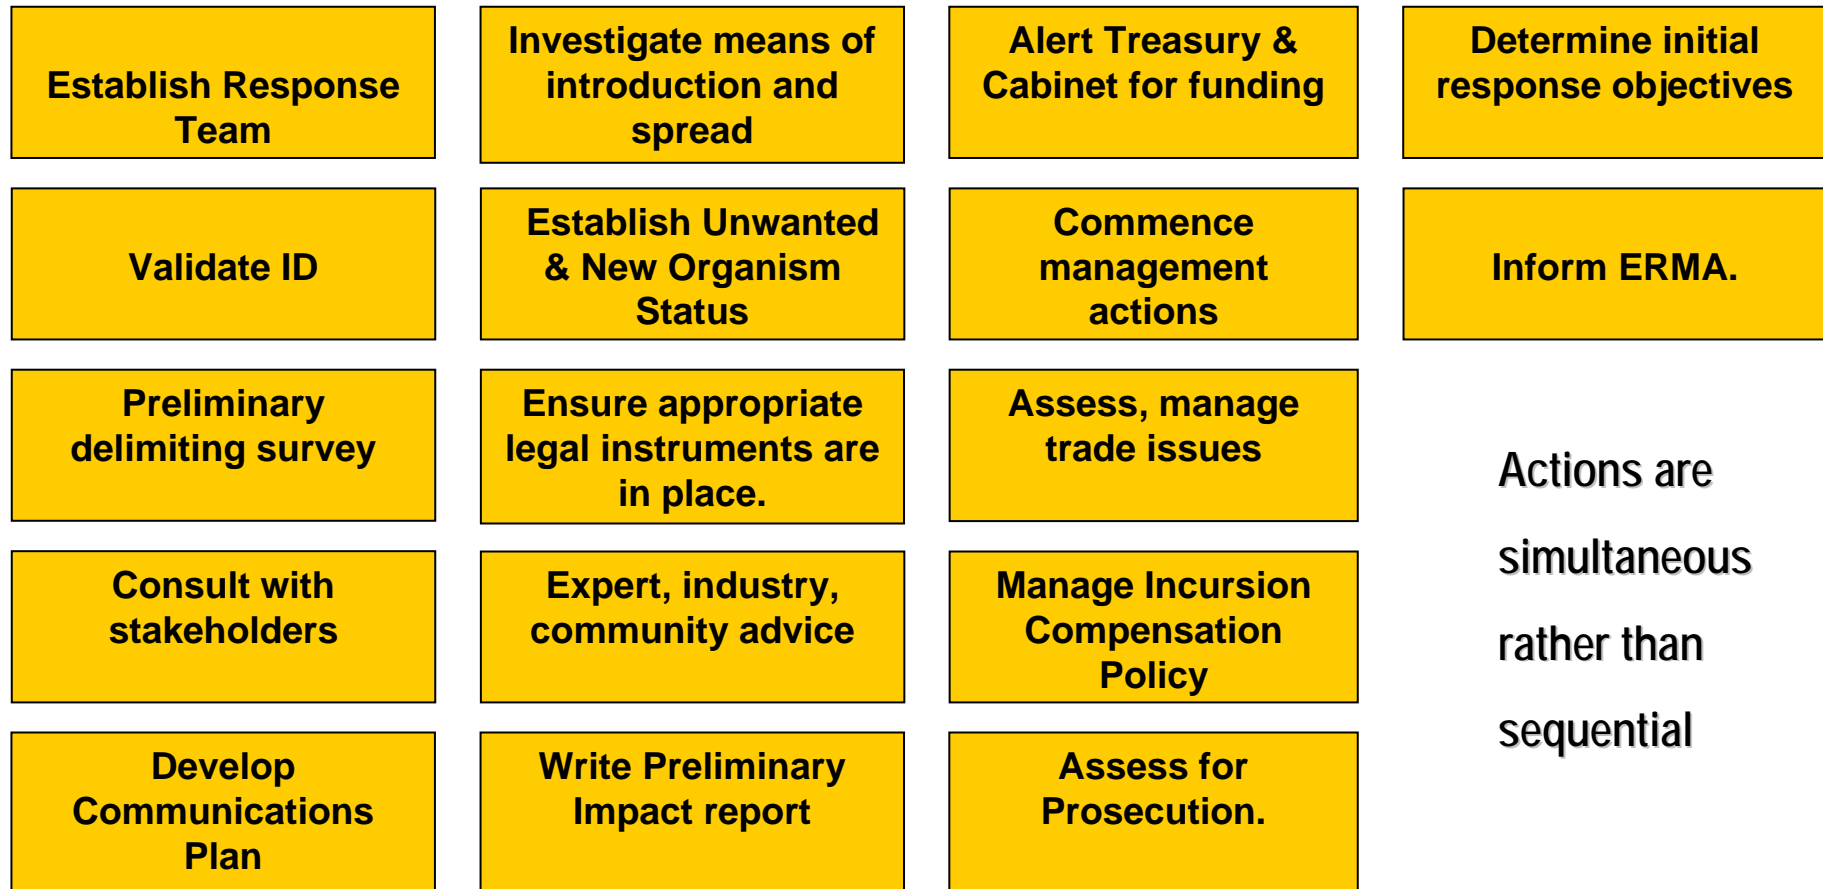 Establish Response
Team
Investigate means of
introduction and
spread
Alert Treasury &
Cabinet for funding
Determine initial
response objectives
Validate ID
Establish Unwanted
& New Organism
Status
Commence
management
actions
Inform ERMA.
Preliminary
delimiting survey
Ensure appropriate
legal instruments are
in place.
Assess, manage
trade issues
Actions are
simultaneous
rather than
sequential
Consult with
stakeholders
Expert, industry,
community advice
Manage Incursion
Compensation
Policy
Develop
Communications
Plan
Write Preliminary
Impact report
Assess for
Prosecution.